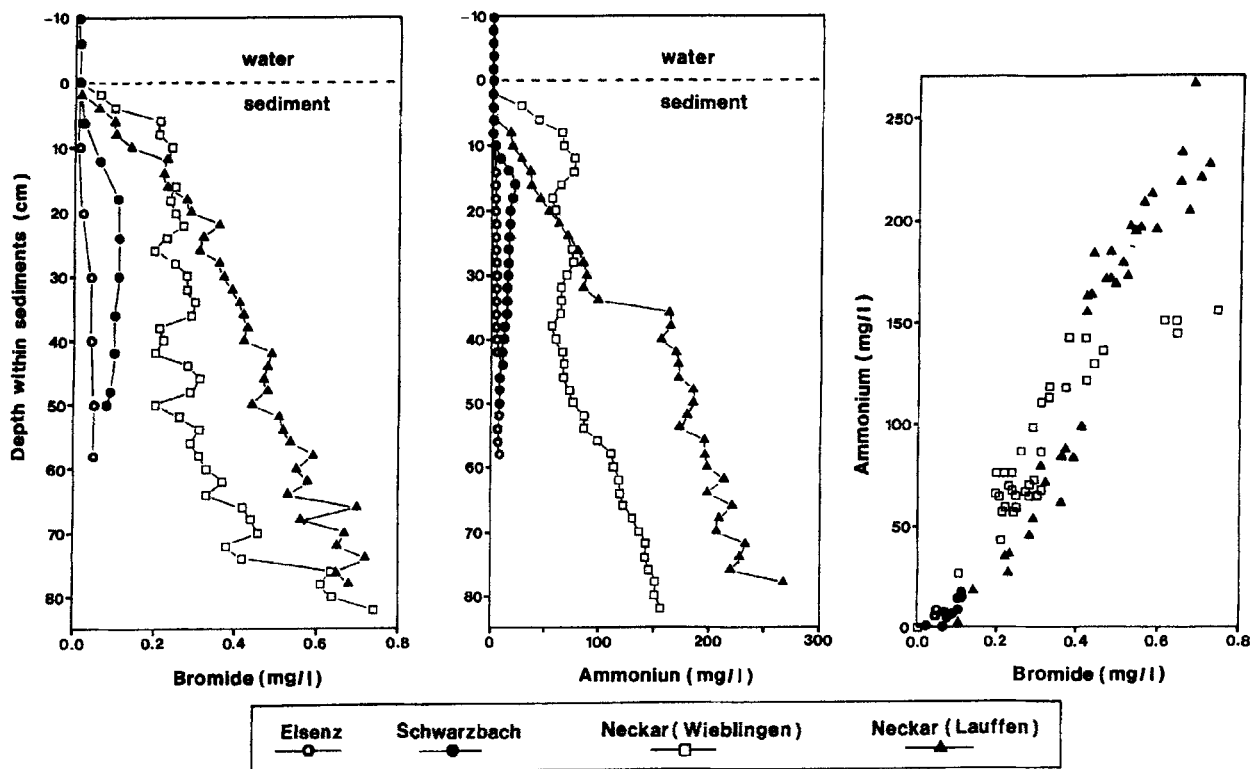 -10
0
10
20
30
40
50
60
70
80
Depth within sediments (cm)
water
sediment
0 0.2 0.4 0.6 0.8
Bromide (mg/l)
-10
0
10
20
30
40
50
60
70
80
water
sediment
0 100 200 300
Ammoniun (mg/l)
250
200
150
100
50
0
Ammonium (mg/l)
0.2 0.4 0.6 0.8
Bromide (mg/l)
Elsenz Schwarzbach Neckar (Wieblingen) Neckar (Lauffen)